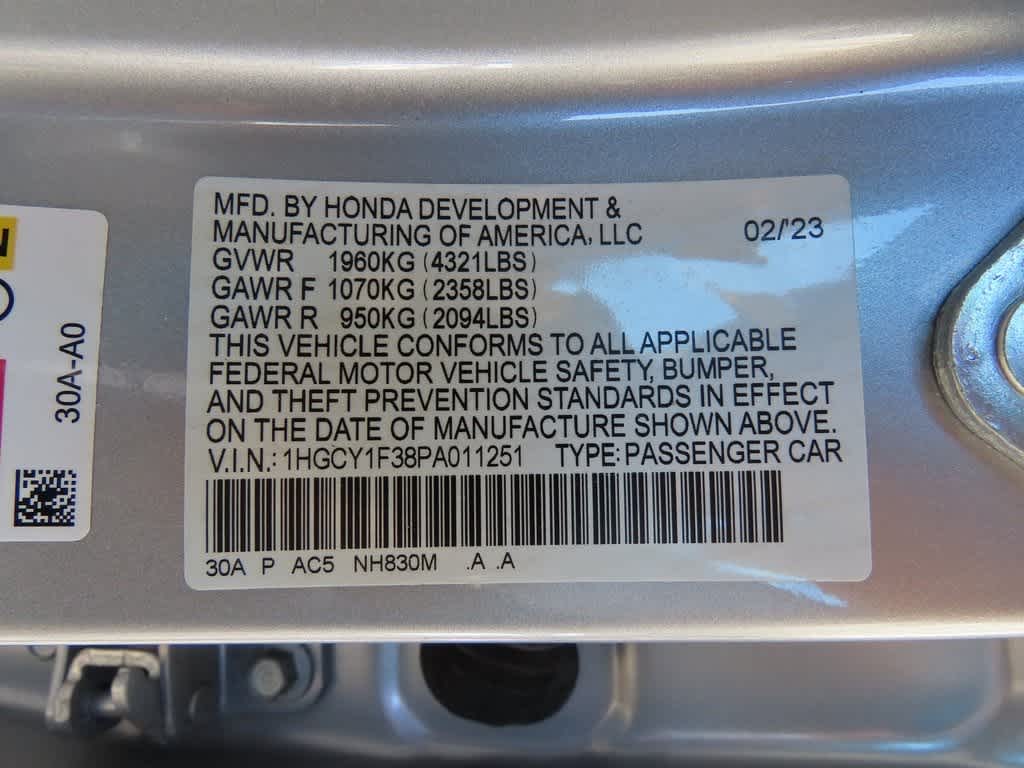 MFD. BY HONDA DEVELOPMENT &
MANUFACTURING OF AMERICA, LLC 02/'23
GVWR 1960KG (4321LBS)
GAWR F 1070KG (2358LBS)
GAWR R 950KG (2094LBS)
THIS VEHICLE CONFORMS TO ALL APPLICABLE
FEDERAL MOTOR VEHICLE SAFETY, BUMPER,
AND THEFT PREVENTION STANDARDS IN EFFECT
ON THE DATE OF MANUFACTURE SHOWN ABOVE.
V.I.N.: 1HGCY1F38PA011251 TYPE: PASSENGER CAR
30A P AC5 NH830M .A .A
30A-A0